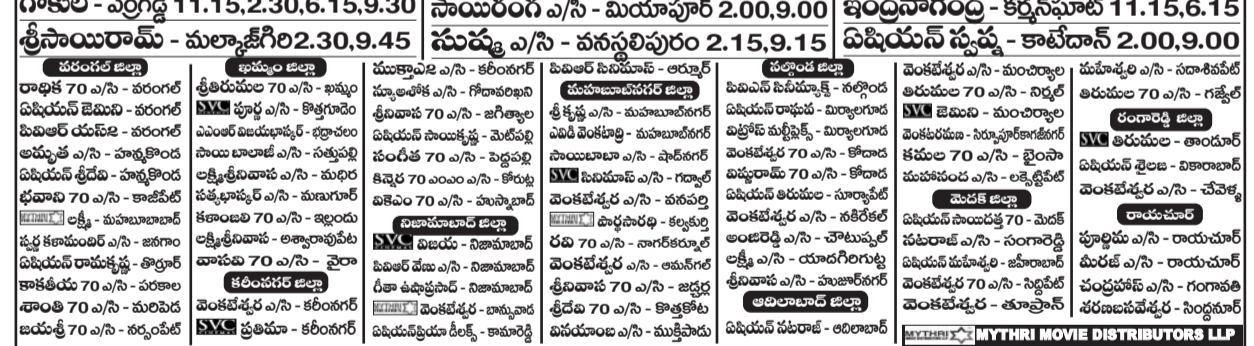 గోకుల్ - ఎర్రగడ్డ 11.15,2.30,6.15,9.30
శ్రీసాయిరామ్ - మల్కాజ్‌గిరి2.30,9.45
సాయిరంగ ఎ/సి - మియాపూర్ 2.00,9.00
సుష్మ ఎ/సి - వనస్థలిపురం 2.15,9.15
ఇంద్రనాగేంద్ర - కర్మన్‌ఘాట్ 11.15,6.15
ఏషియన్ స్వప్న - కాటేదాన్ 2.00,9.00
వరంగల్ జిల్లా
రాధిక 70 ఎ/సి - వరంగల్
ఏషియన్ జెమిని - వరంగల్
పివిఆర్ యస్2 - వరంగల్
అమృత ఎ/సి - హన్మకొండ
ఏషియన్ శ్రీదేవి - హన్మకొండ
భవాని 70 ఎ/సి - కాజీపేట్
MYTHRI లక్ష్మీ - మహబూబాబాద్
స్వర్ణ కళామందిర్ ఎ/సి - జనగాం
ఏషియన్ రామకృష్ణ - తొర్రూర్
కాకతీయ 70 ఎ/సి - పరకాల
శాంతి 70 ఎ/సి - మరిపెడ
జయశ్రీ 70 ఎ/సి - నర్సంపేట్
ఖమ్మం జిల్లా
శ్రీతిరుమల 70 ఎ/సి - ఖమ్మం
SVC పూర్ణ ఎ/సి - కొత్తగూడెం
ఎఎంఆర్ విజయభాస్కర్ - భద్రాచలం
సాయి బాలాజీ ఎ/సి - సత్తుపల్లి
లక్ష్మిశ్రీనివాస ఎ/సి - మధిర
సత్యభాస్కర్ ఎ/సి - మణుగూర్
కళాంజలి 70 ఎ/సి - ఇల్లందు
లక్ష్మిశ్రీనివాస - అశ్వారావుపేట
వాసవి 70 ఎ/సి - వైరా
కరీంనగర్ జిల్లా
వెంకటేశ్వర ఎ/సి - కరీంనగర్
SVC ప్రతిమా - కరీంనగర్
ముక్తాఎ2 ఎ/సి - కరీంనగర్
న్యూఅశోక ఎ/సి - గోదావరిఖని
శ్రీనివాస 70 ఎ/సి - జగిత్యాల
ఏషియన్ సాయికృష్ణ - మెట్‌పల్లి
సంగీత 70 ఎ/సి - పెద్దపల్లి
కిన్నెర 70 ఎంఎం ఎ/సి - కోరుట్ల
వికెఎం 70 ఎ/సి - హుస్నాబాద్
నిజామాబాద్ జిల్లా
SVC విజయ - నిజామాబాద్
పివిఆర్ వేణు ఎ/సి - నిజామాబాద్
గీతా ఉషాప్రసాద్ - నిజామాబాద్
MYTHRI వెంకటేశ్వర - బాన్సువాడ
ఏషియన్‌ప్రియా డీలక్స్ - కామారెడ్డి
పివిఆర్ సినిమాస్ - ఆర్మూర్
మహబూబ్‌నగర్ జిల్లా
శ్రీ కృష్ణ ఎ/సి - మహబూబ్‌నగర్
ఎవిడి వెంకటాద్రి - మహబూబ్‌నగర్
సాయిబాబా ఎ/సి - షాద్‌నగర్
SVC సినిమాస్ ఎ/సి - గద్వాల్
వెంకటేశ్వర ఎ/సి - వనపర్తి
MYTHRI పార్థసారథి - కల్వకుర్తి
రవి 70 ఎ/సి - నాగర్‌కర్నూల్
వెంకటేశ్వర ఎ/సి - ఆమన్‌గల్
శ్రీనివాస 70 ఎ/సి - జడ్చర్ల
శ్రీదేవి 70 ఎ/సి - కొత్తకోట
వినాయకం ఎ/సి - ముక్తిపాడు
నల్గొండ జిల్లా
పివిఎన్ సినీమ్యాక్స్ - నల్గొండ
ఏషియన్ రాఘవ - మిర్యాలగూడ
విట్రోస్ మల్టీప్లెక్స్ - మిర్యాలగూడ
వెంకటేశ్వర 70 ఎ/సి - కోదాడ
విష్ణురామ్ 70 ఎ/సి - కోదాడ
ఏషియన్ తిరుమల - సూర్యాపేట్
వెంకటేశ్వర 70 ఎ/సి - నకిరేకల్
అంజిరెడ్డి ఎ/సి - చౌటుప్పల్
లక్ష్మీ ఎ/సి - యాదగిరిగుట్ట
శ్రీనివాస ఎ/సి - హుజూర్‌నగర్
ఆదిలాబాద్ జిల్లా
ఏషియన్ నటరాజ్ - ఆదిలాబాద్
వెంకటేశ్వర ఎ/సి - మంచిర్యాల
తిరుమల 70 ఎ/సి - నిర్మల్
SVC జెమిని - మంచిర్యాల
వెంకటరమణ - సిర్పూర్‌కాగజ్‌నగర్
కమల 70 ఎ/సి - భైంసా
మహానంద ఎ/సి - లక్సెట్టిపేట్
మెదక్ జిల్లా
ఏషియన్ సాయిదత్త 70 - మెదక్
నటరాజ్ ఎ/సి - సంగారెడ్డి
ఏషియన్ మహేశ్వరి - జహీరాబాద్
వెంకటేశ్వర 70 ఎ/సి - సిద్దిపేట్
వెంకటేశ్వర - తూప్రాన్
మహేశ్వరి ఎ/సి - సదాశివపేట్
తిరుమల 70 ఎ/సి - గజ్వేల్
రంగారెడ్డి జిల్లా
SVC తిరుమల - తాండూర్
ఏషియన్ శైలజ - వికారాబాద్
వెంకటేశ్వర ఎ/సి - చేవెళ్ళ
రాయచూర్
పూర్ణిమ ఎ/సి - రాయచూర్
మీరజ్ ఎ/సి - రాయచూర్
చంద్రహాస్ ఎ/సి - గంగావతి
శరణబసవేశ్వర - సింధనూర్
MYTHRI MYTHRI MOVIE DISTRIBUTORS LLP